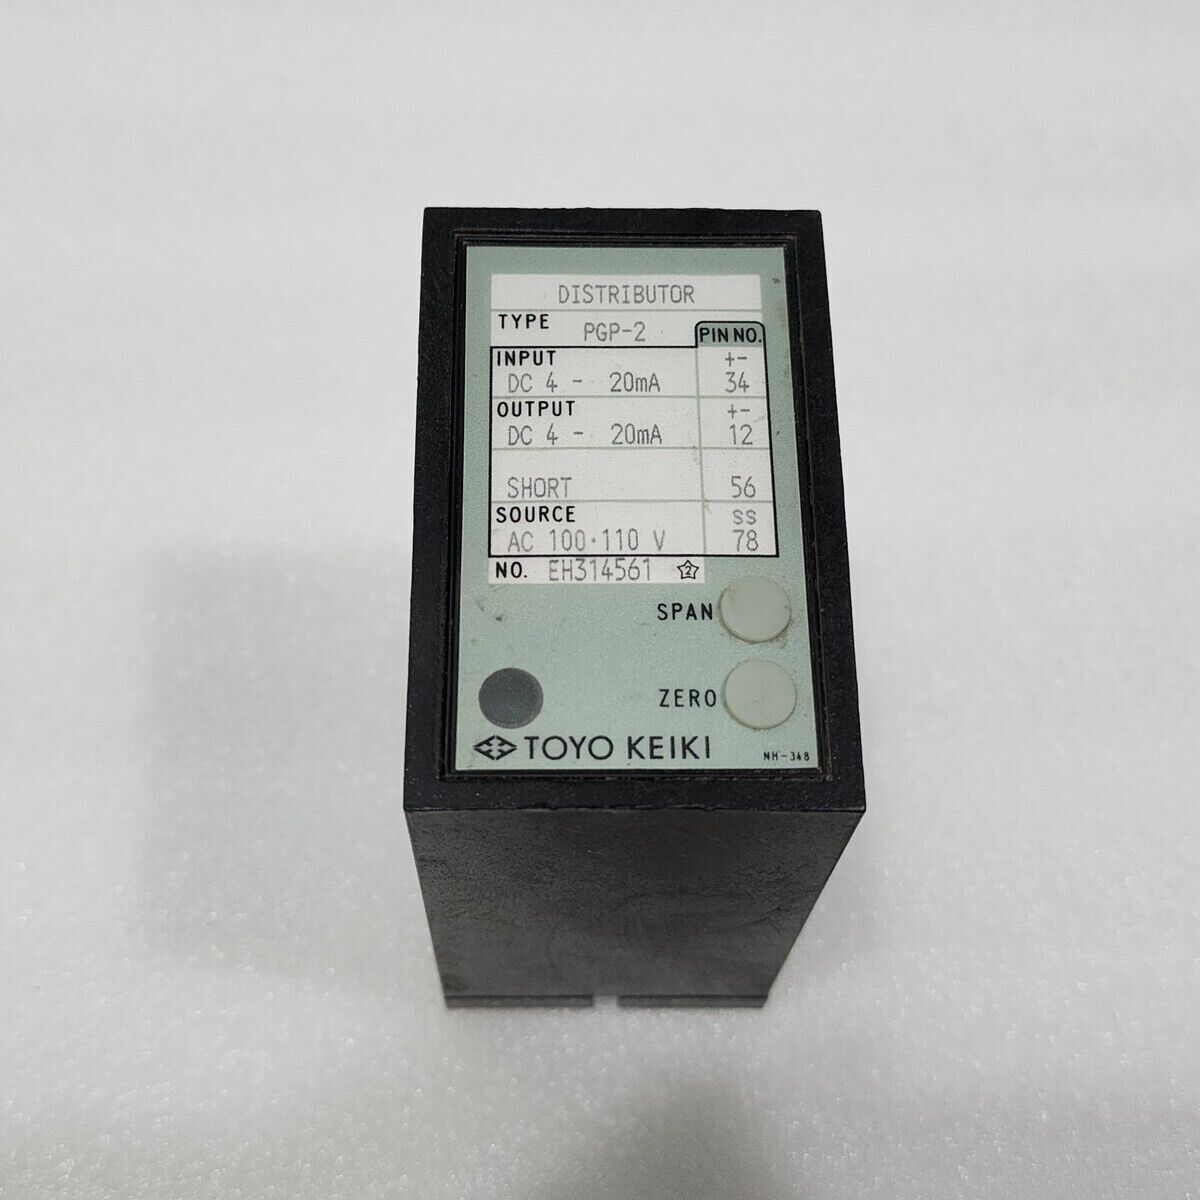 DISTRIBUTOR
TYPE PGP-2 PIN NO.
INPUT + -
DC 4 - 20mA 34
OUTPUT + -
DC 4 - 20mA 12
SHORT 56
SOURCE SS
AC 100·110 V 78
NO. EH314561 2
SPAN
ZERO
TOYO KEIKI NH-348